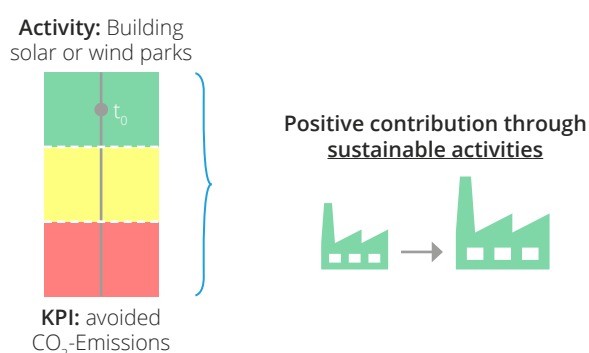 Activity: Building
solar or wind parks
t₀
Positive contribution through
sustainable activities
KPI: avoided
CO₂-Emissions